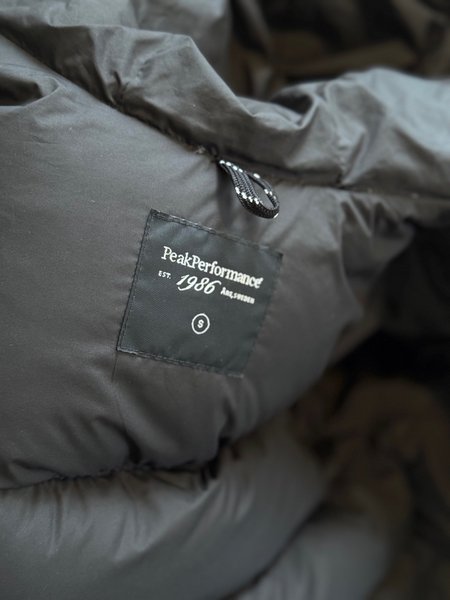 PeakPerformance®
EST. 1986 Åre, SWEDEN
S